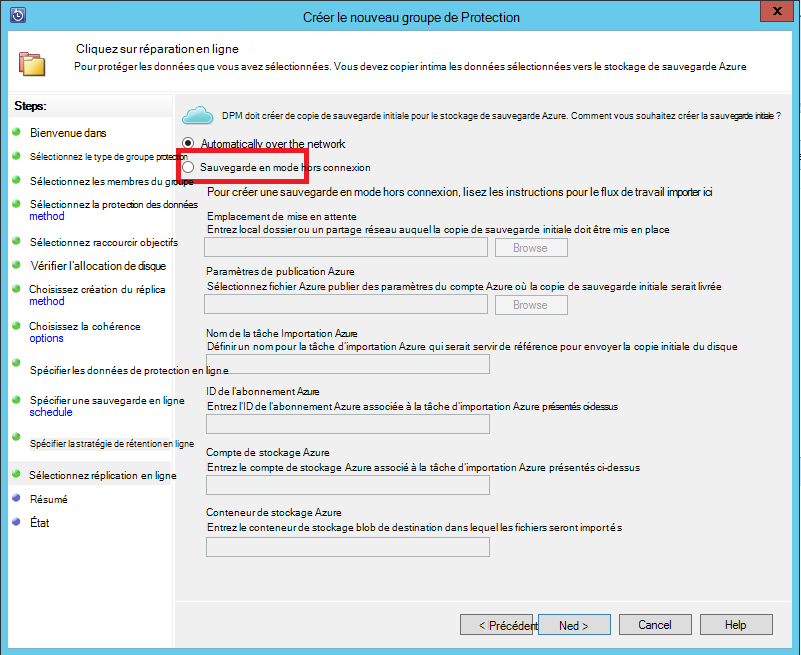 Créer le nouveau groupe de Protection
x
Cliquez sur réparation en ligne
Pour protéger les données que vous avez sélectionnées. Vous devez copier intima les données sélectionnées vers le stockage de sauvegarde Azure
Steps:
Bienvenue dans
Sélectionnez le type de groupe protection
Sélectionnez les membres du groupe
Sélectionnez la protection des données
method
Sélectionnez raccourcir objectifs
Vérifier l'allocation de disque
Choisissez création du réplica
method
Choisissez la cohérence
options
Spécifier les données de protection en ligne
Spécifier une sauvegarde en ligne
schedule
Spécifier la stratégie de rétention en ligne
Sélectionnez réplication en ligne
Résumé
État
DPM doit créer de copie de sauvegarde initiale pour le stockage de sauvegarde Azure. Comment vous souhaitez créer la sauvegarde initiale ?
Automatically over the network
Sauvegarde en mode hors connexion
Pour créer une sauvegarde en mode hors connexion, lisez les instructions pour le flux de travail importer ici
Emplacement de mise en attente
Entrez local dossier ou un partage réseau auquel la copie de sauvegarde initiale doit être mis en place
Browse
Paramètres de publication Azure
Sélectionnez fichier Azure publier des paramètres du compte Azure où la copie de sauvegarde initiale serait livrée
Browse
Nom de la tâche Importation Azure
Définir un nom pour la tâche d'importation Azure qui serait servir de référence pour envoyer la copie initiale du disque
ID de l'abonnement Azure
Entrez l'ID de l'abonnement Azure associée à la tâche d'importation Azure présentés ci-dessus
Compte de stockage Azure
Entrez le compte de stockage Azure associé à la tâche d'importation Azure présentés ci-dessus
Conteneur de stockage Azure
Entrez le conteneur de stockage blob de destination dans lequel les fichiers seront importés
< Précédent
Ned >
Cancel
Help